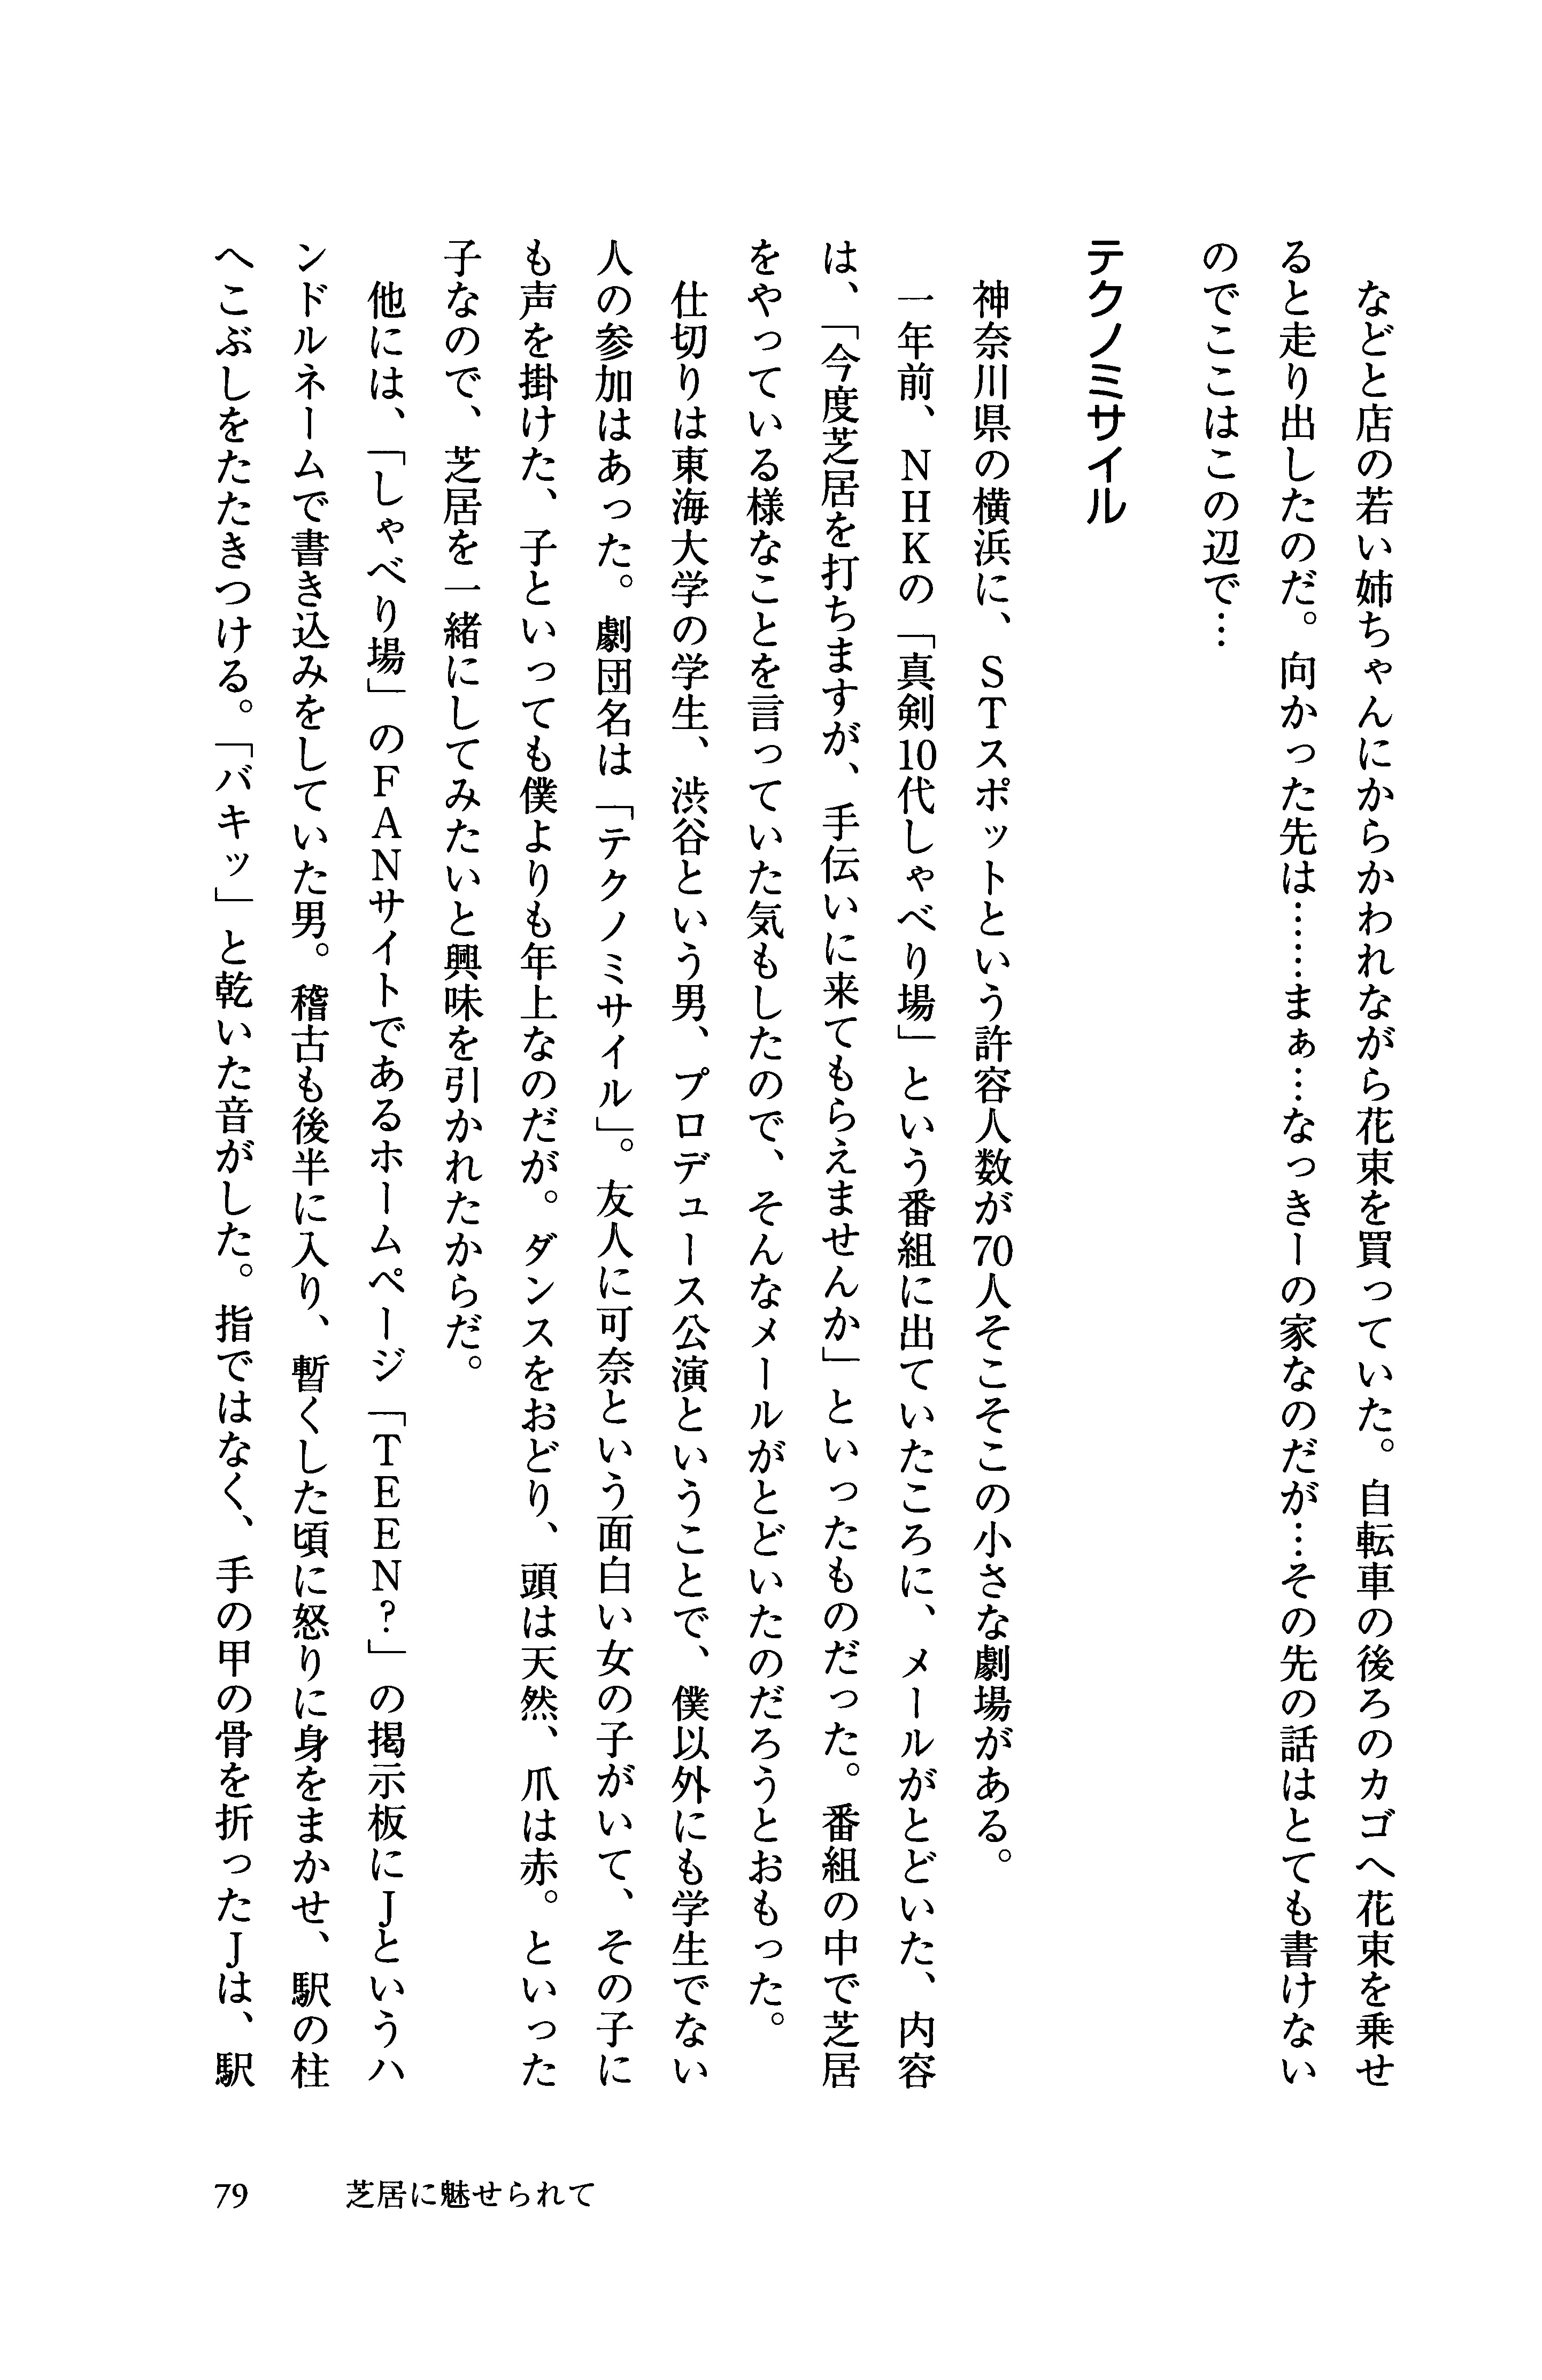 などと店の若い姉ちゃんにからかわれながら花束を買っていた。自転車の後ろのカゴへ花束を乗せ
ると走り出したのだ。向かった先は……まぁ…なっきーの家なのだが…その先の話はとても書けない
のでここはこの辺で…
テクノミサイル
　神奈川県の横浜に、ＳＴスポットという許容人数が70人そこそこの小さな劇場がある。
　一年前、ＮＨＫの「真剣10代しゃべり場」という番組に出ていたころに、メールがとどいた、内容
は、「今度芝居を打ちますが、手伝いに来てもらえませんか」といったものだった。番組の中で芝居
をやっている様なことを言っていた気もしたので、そんなメールがとどいたのだろうとおもった。
　仕切りは東海大学の学生、渋谷という男、プロデュース公演ということで、僕以外にも学生でない
人の参加はあった。劇団名は「テクノミサイル」。友人に可奈という面白い女の子がいて、その子に
も声を掛けた、子といっても僕よりも年上なのだが。ダンスをおどり、頭は天然、爪は赤。といった
子なので、芝居を一緒にしてみたいと興味を引かれたからだ。
　他には、「しゃべり場」のＦＡＮサイトであるホームページ「ＴＥＥＮ？」の掲示板にＪというハ
ンドルネームで書き込みをしていた男。稽古も後半に入り、暫くした頃に怒りに身をまかせ、駅の柱
へこぶしをたたきつける。「バキッ」と乾いた音がした。指ではなく、手の甲の骨を折ったＪは、駅
79　芝居に魅せられて